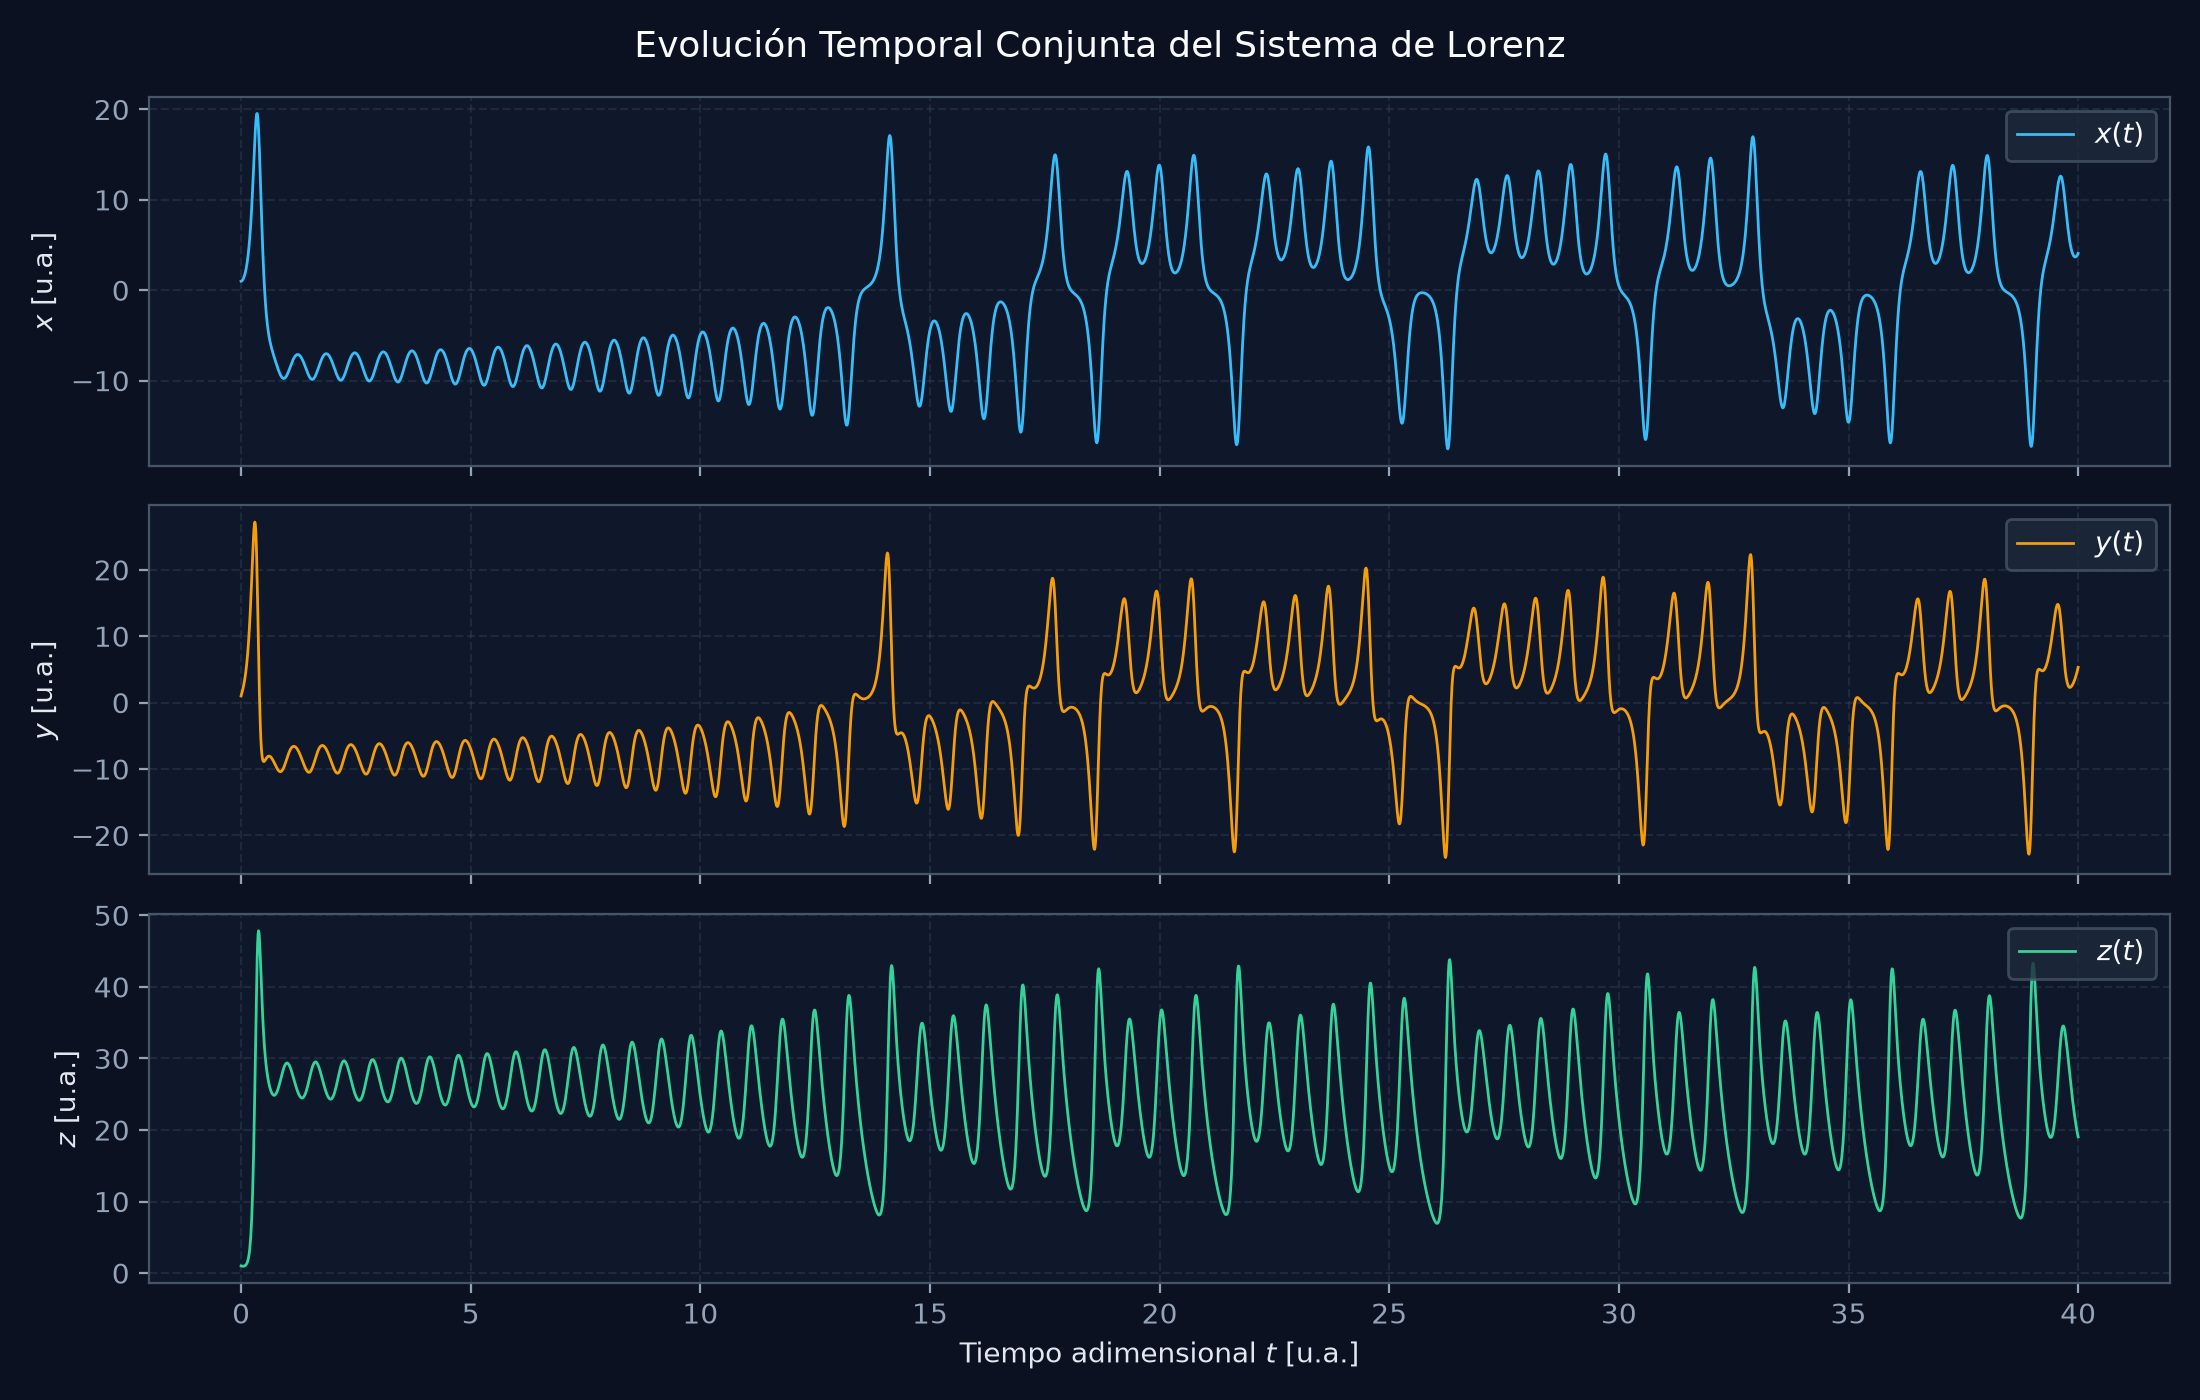 Evolución Temporal Conjunta del Sistema de Lorenz
20
10
0
−10
x [u.a.]
x(t)
20
10
0
−10
−20
y [u.a.]
y(t)
50
40
30
20
10
0
z [u.a.]
z(t)
0 5 10 15 20 25 30 35 40
Tiempo adimensional t [u.a.]